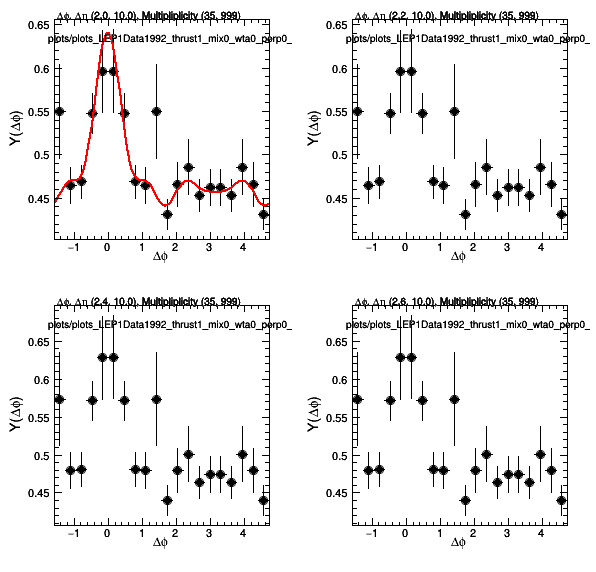 Δφ, Δη (2.0, 10.0), Multipliplicity (35, 999)
plots/plots_LEP1Data1992_thrust1_mix0_wta0_perp0_
0.65
0.6
0.55
0.5
0.45
Y(Δφ)
−1 0 1 2 3 4
Δφ
Δφ, Δη (2.2, 10.0), Multipliplicity (35, 999)
plots/plots_LEP1Data1992_thrust1_mix0_wta0_perp0_
0.65
0.6
0.55
0.5
0.45
Y(Δφ)
−1 0 1 2 3 4
Δφ
Δφ, Δη (2.4, 10.0), Multipliplicity (35, 999)
plots/plots_LEP1Data1992_thrust1_mix0_wta0_perp0_
0.65
0.6
0.55
0.5
0.45
Y(Δφ)
−1 0 1 2 3 4
Δφ
Δφ, Δη (2.6, 10.0), Multipliplicity (35, 999)
plots/plots_LEP1Data1992_thrust1_mix0_wta0_perp0_
0.65
0.6
0.55
0.5
0.45
Y(Δφ)
−1 0 1 2 3 4
Δφ